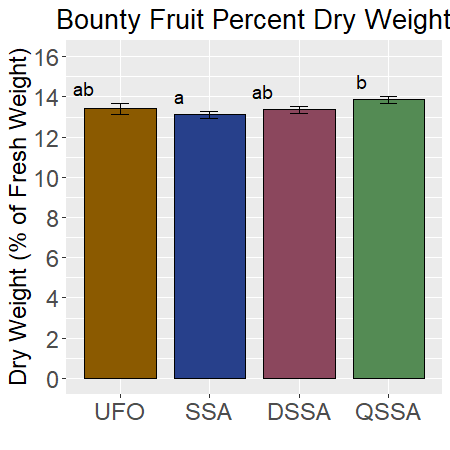 Bounty Fruit Percent Dry Weight
Dry Weight (% of Fresh Weight)
16
14
12
10
8
6
4
2
0
ab
a
ab
b
UFO
SSA
DSSA
QSSA